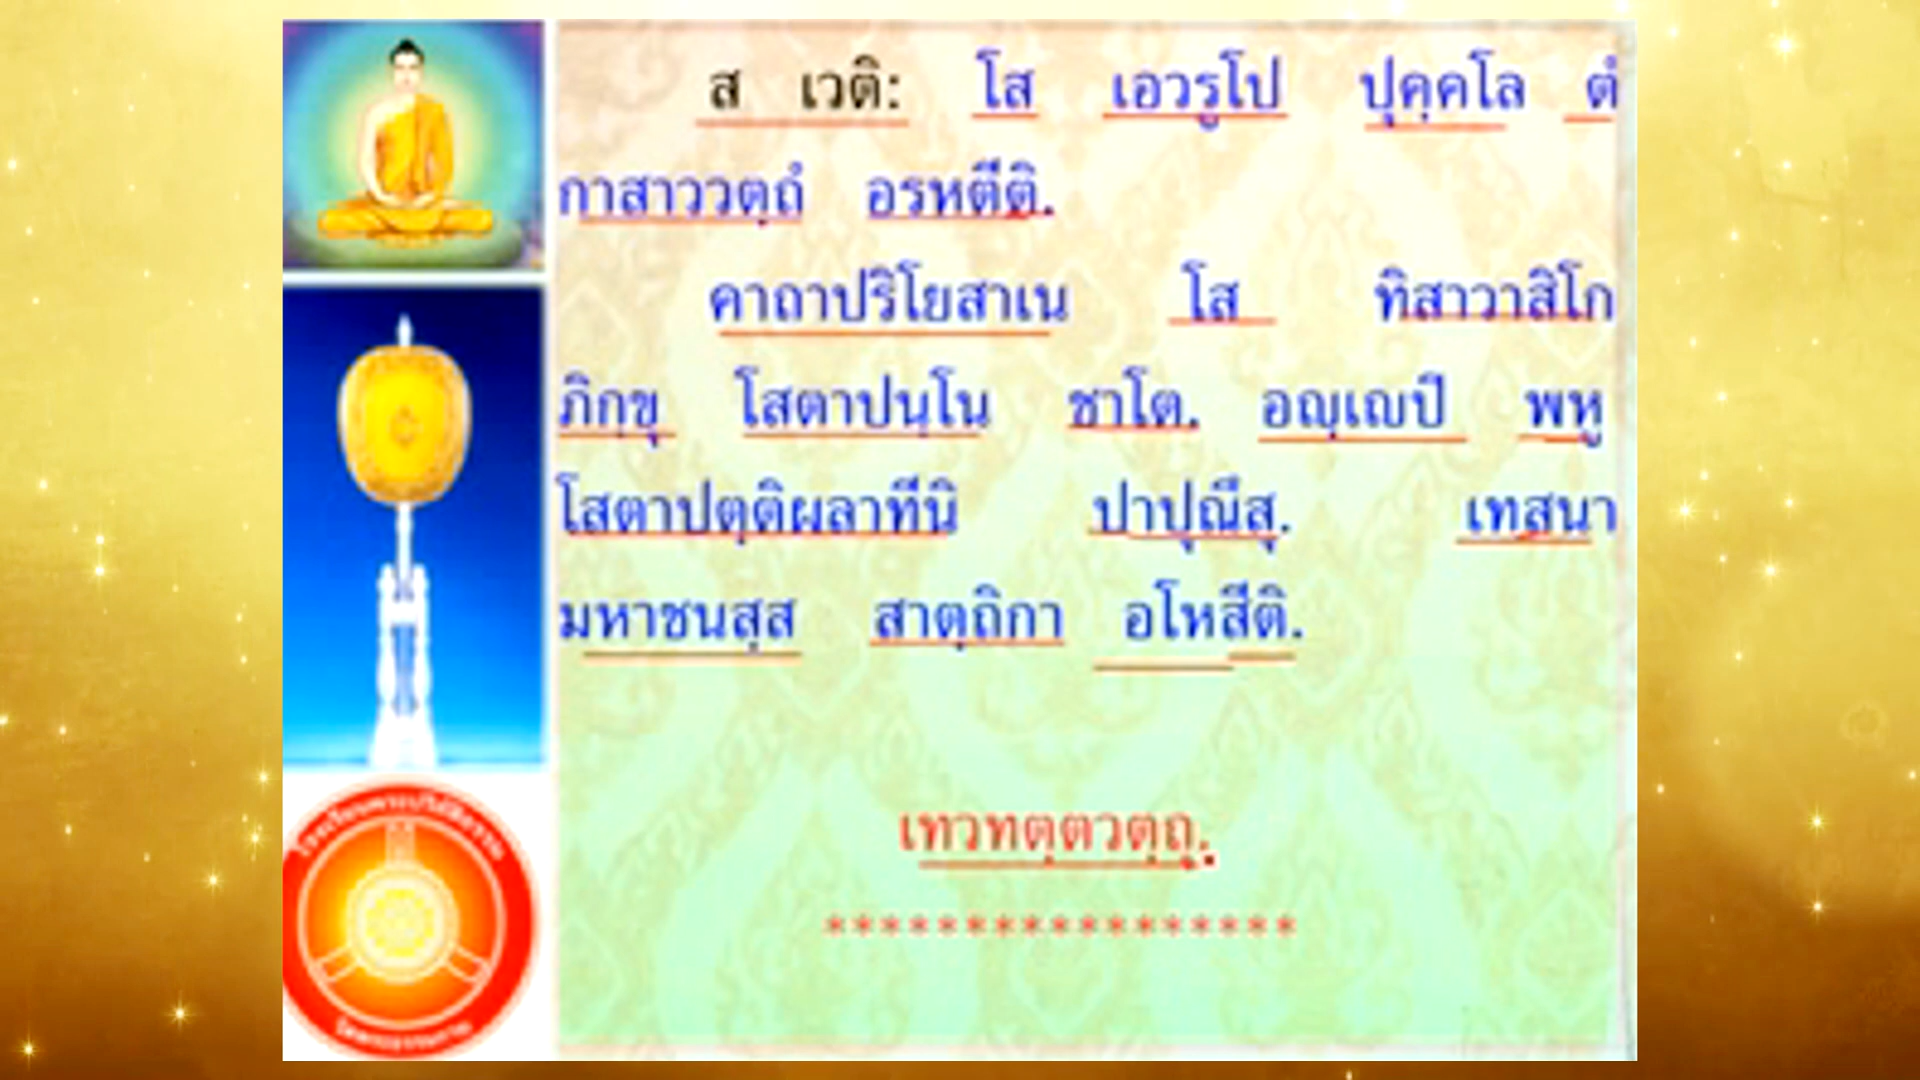 ส เวติ: โส เอวรูโป ปุคฺคโล ตํ
กาสาววตฺถํ อรหตีติ.
คาถาปริโยสาเน โส ทิสาวาสิโก
ภิกฺขุ โสตาปนฺโน ชาโต. อญฺเญปี พหู
โสตาปตฺติผลาทีนิ ปาปุณึสุ. เทสนา
มหาชนสฺส สาตฺถิกา อโหสีติ.
เทวทตฺตวตฺถุ.
*****************